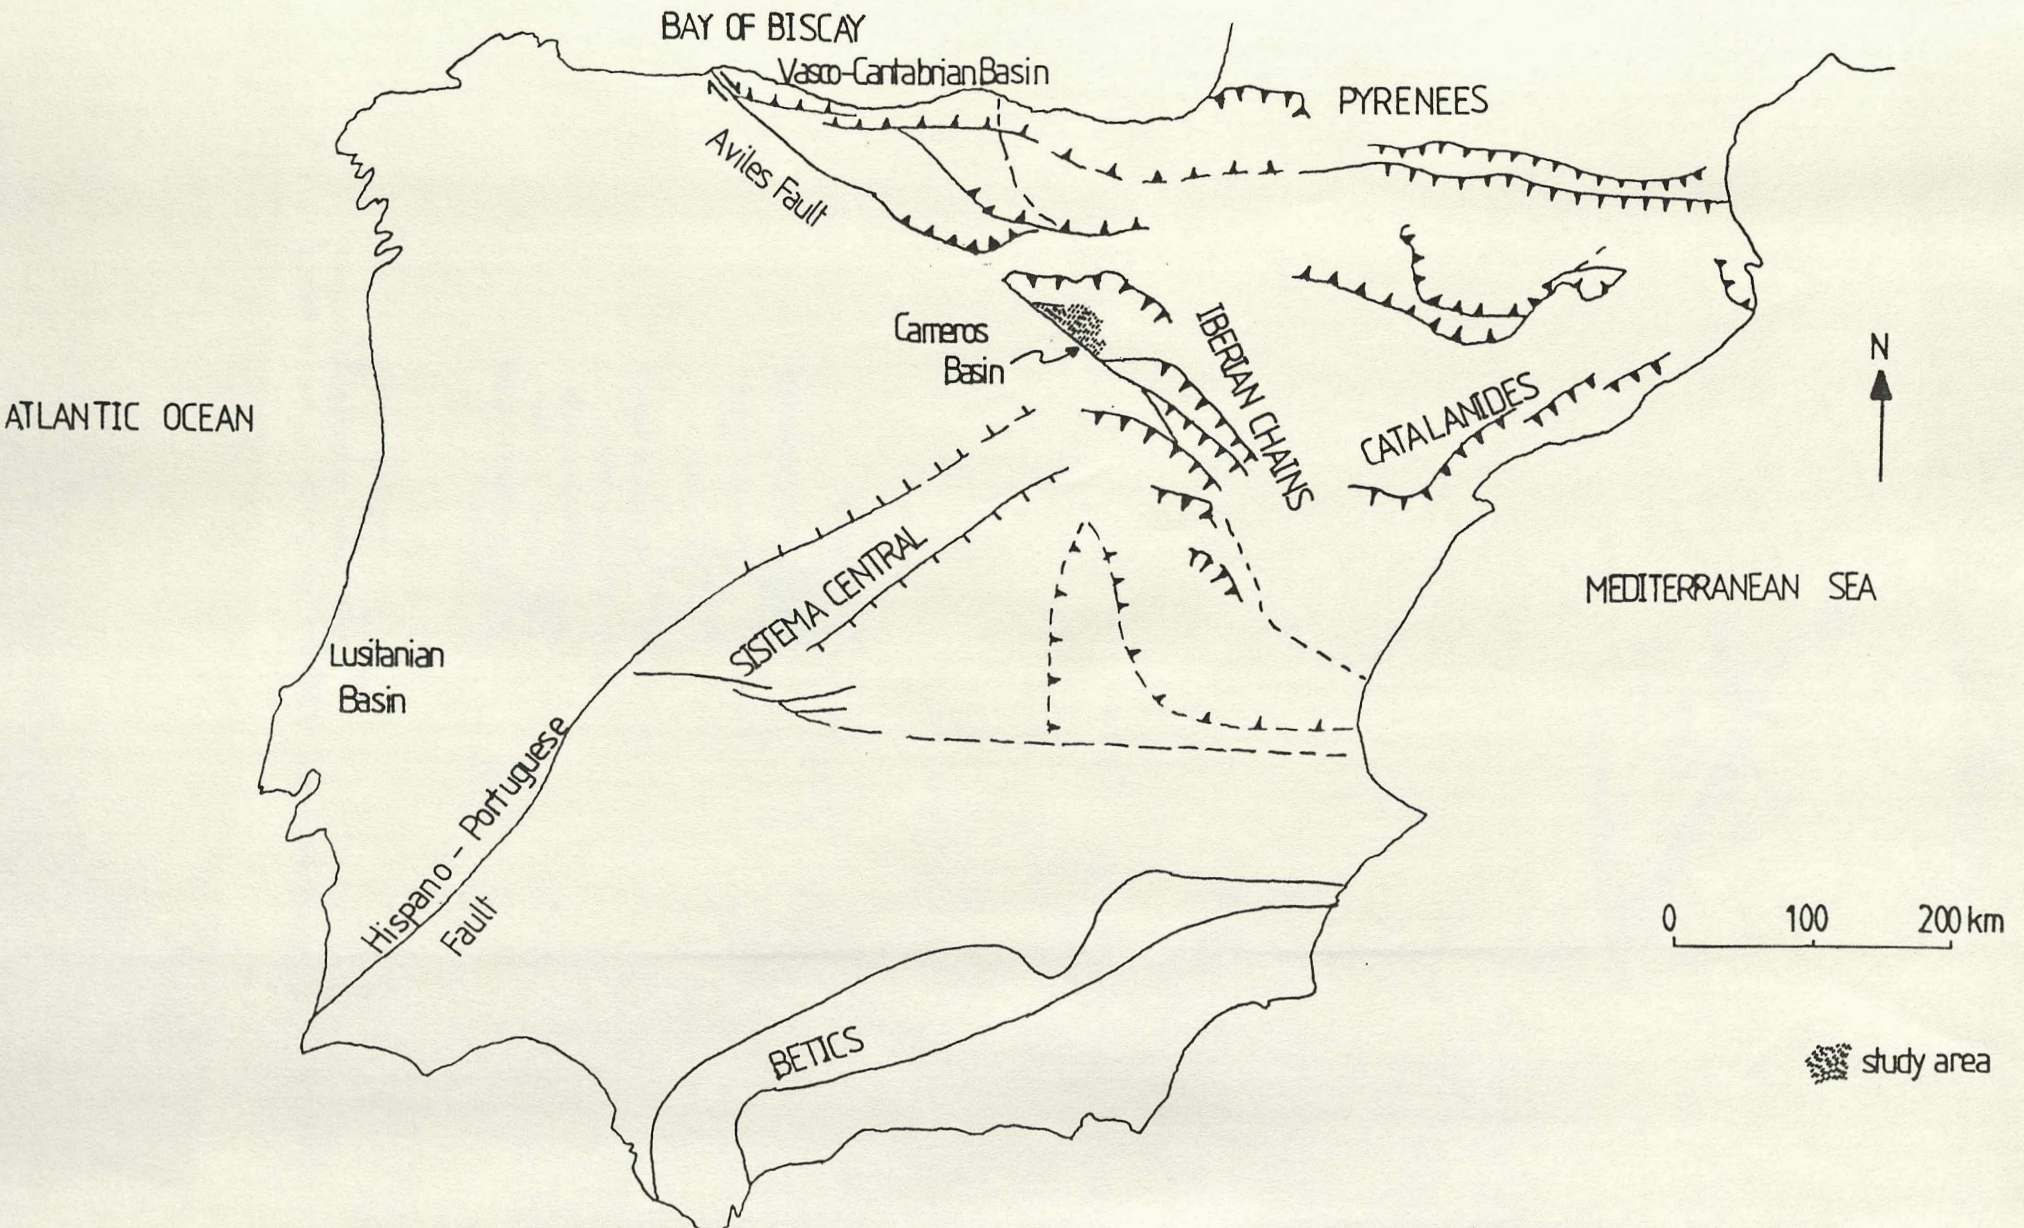 BAY OF BISCAY
Vasco-Cantabrian Basin
PYRENEES
Aviles Fault
Cameros
Basin
IBERIAN CHAINS
N
ATLANTIC OCEAN
CATALANIDES
SISTEMA CENTRAL
MEDITERRANEAN SEA
Lusitanian
Basin
Hispano - Portuguese
Fault
0 100 200 km
BETICS
study area